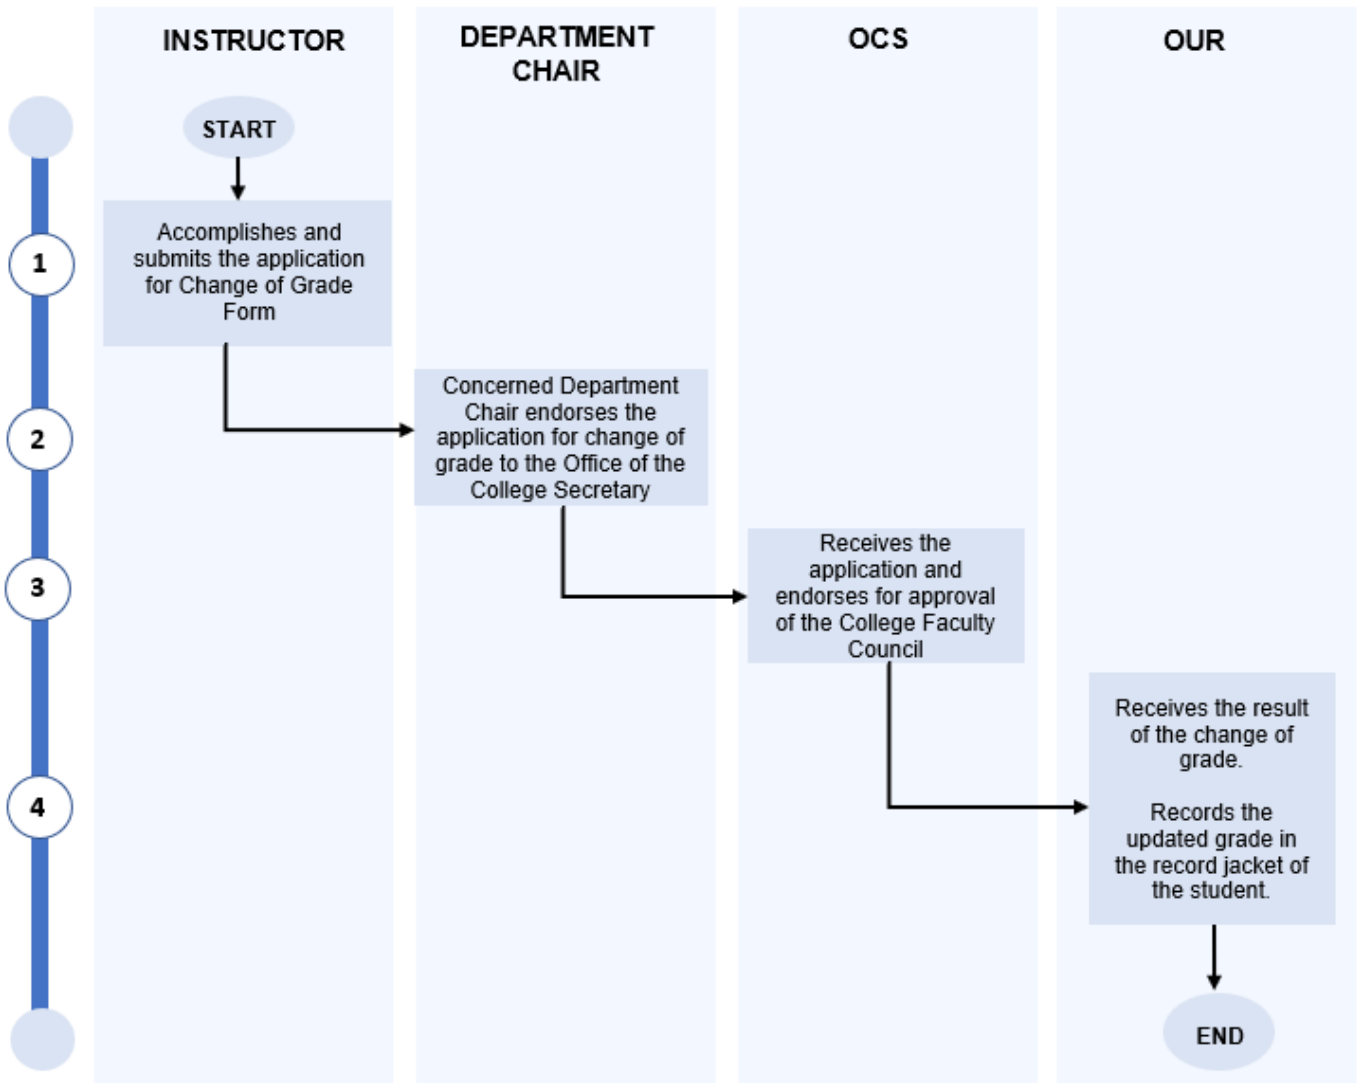 INSTRUCTOR
DEPARTMENT
CHAIR
OCS
OUR
START
1
Accomplishes and
submits the application
for Change of Grade
Form
2
Concerned Department
Chair endorses the
application for change of
grade to the Office of the
College Secretary
3
Receives the
application and
endorses for approval
of the College Faculty
Council
4
Receives the result
of the change of
grade.
Records the
updated grade in
the record jacket of
the student.
END